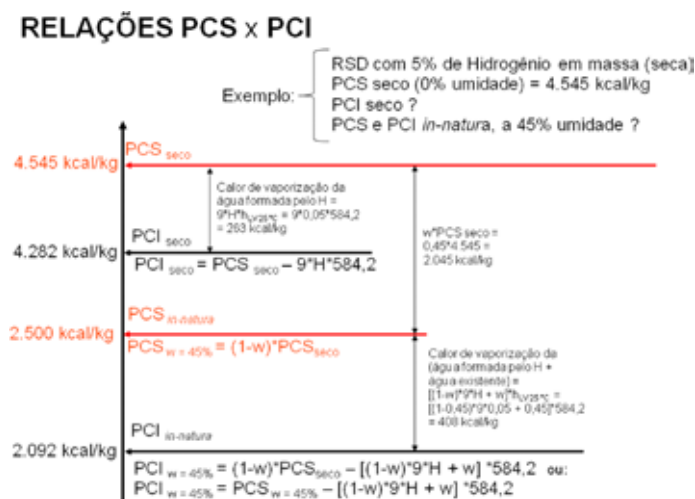 RELAÇÕES PCS x PCI
Exemplo:
RSD com 5% de Hidrogénio em massa (seca)
PCS seco (0% umidade) = 4.545 kcal/kg
PCI seco ?
PCS e PCI in-natura, a 45% umidade ?
PCS seco
4.545 kcal/kg
Calor de vaporização da
água formada pelo H =
9*H*hLV25ºC = 9*0,05*584,2
= 263 kcal/kg
w*PCS seco =
0,45*4.545 =
2.045 kcal/kg
PCI seco
4.282 kcal/kg
PCI seco = PCS seco – 9*H*584,2
PCS in-natura
2.500 kcal/kg
PCS w = 45% = (1-w)*PCSseco
Calor de vaporização da
(água formada pelo H +
água existente) =
[(1-w)*9*H + w]*hLV25ºC =
[(1-0,45)*9*0,05 + 0,45]*584,2
= 408 kcal/kg
PCI in-natura
2.092 kcal/kg
PCI w = 45% = (1-w)*PCSseco – [(1-w)*9*H + w] *584,2 ou:
PCI w = 45% = PCS w = 45% – [(1-w)*9*H + w] *584,2